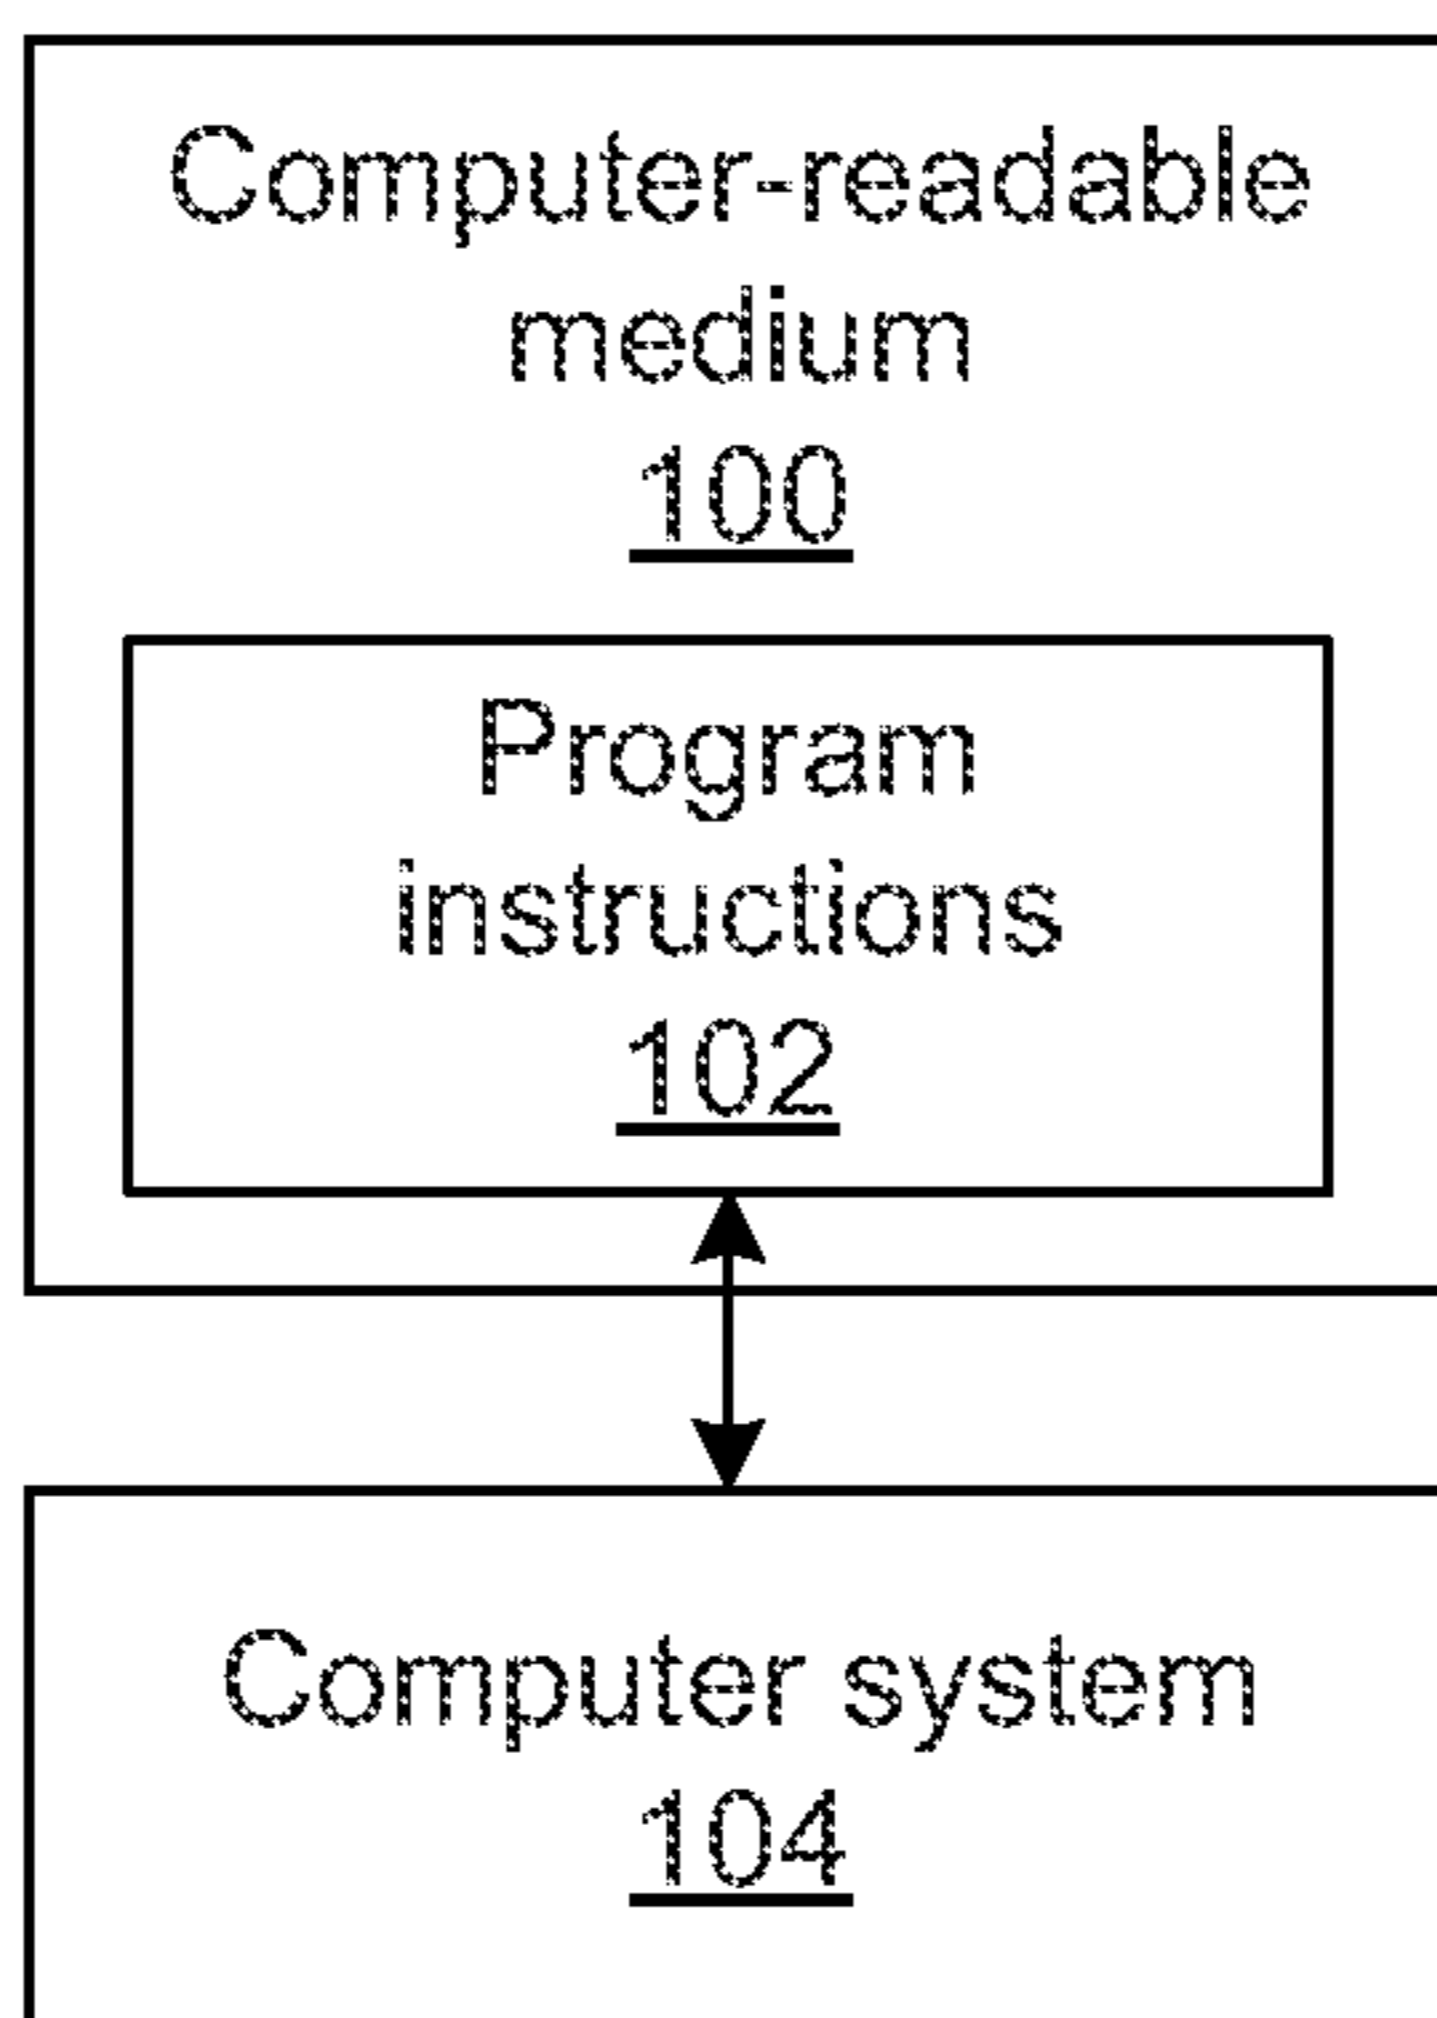 Computer-readable
medium
100
Program
instructions
102
Computer system
104